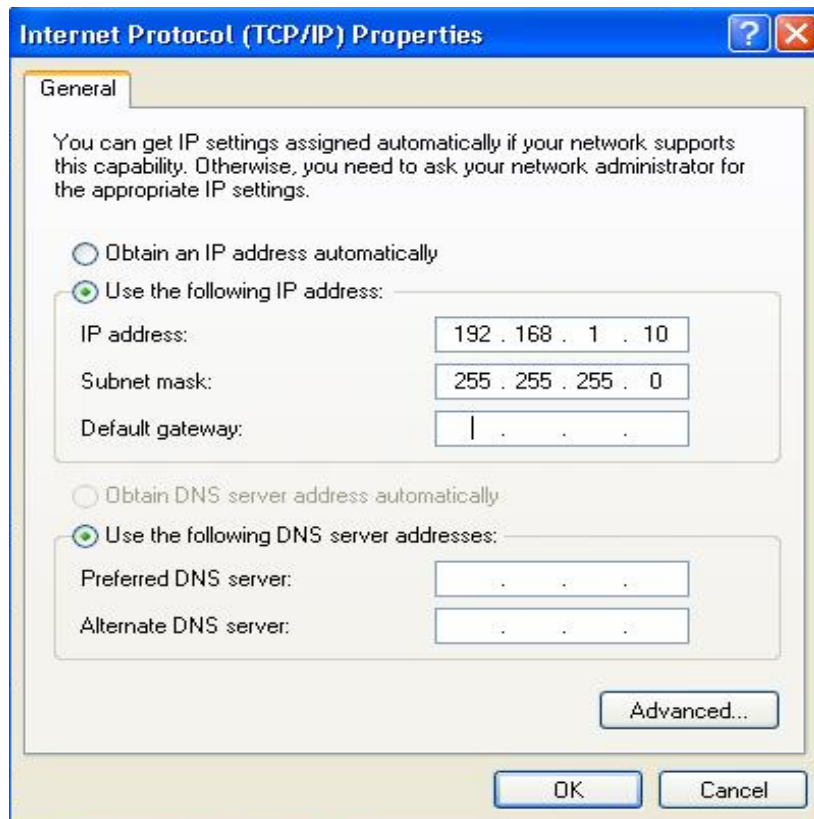 Internet Protocol (TCP/IP) Properties
General
You can get IP settings assigned automatically if your network supports
this capability. Otherwise, you need to ask your network administrator for
the appropriate IP settings.
Obtain an IP address automatically
Use the following IP address:
IP address: 192 . 168 . 1 . 10
Subnet mask: 255 . 255 . 255 . 0
Default gateway: . . .
Obtain DNS server address automatically
Use the following DNS server addresses:
Preferred DNS server: . . .
Alternate DNS server: . . .
Advanced...
OK Cancel